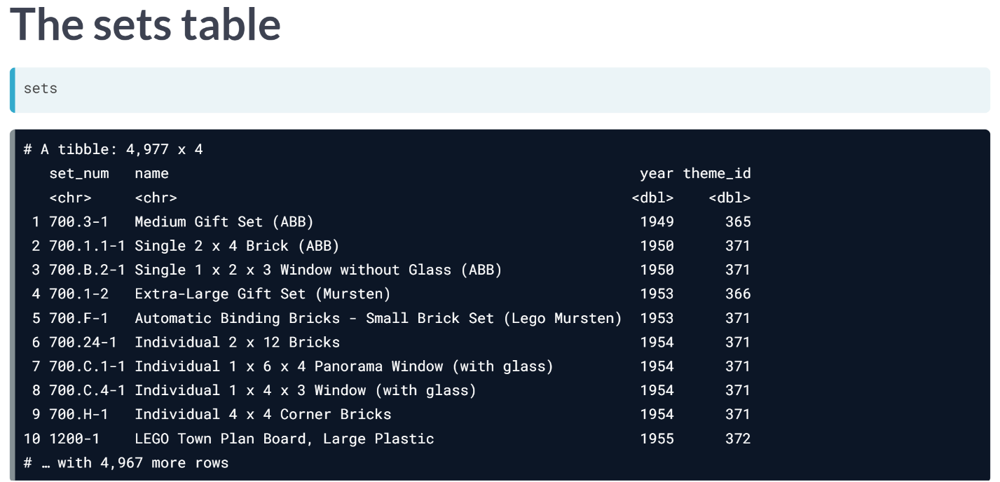 The sets table
sets
# A tibble: 4,977 x 4
   set_num   name                                                       year theme_id
   <chr>     <chr>                                                     <dbl>    <dbl>
 1 700.3-1   Medium Gift Set (ABB)                                      1949      365
 2 700.1.1-1 Single 2 x 4 Brick (ABB)                                   1950      371
 3 700.B.2-1 Single 1 x 2 x 3 Window without Glass (ABB)                1950      371
 4 700.1-2   Extra-Large Gift Set (Mursten)                             1953      366
 5 700.F-1   Automatic Binding Bricks - Small Brick Set (Lego Mursten)  1953      371
 6 700.24-1  Individual 2 x 12 Bricks                                   1954      371
 7 700.C.1-1 Individual 1 x 6 x 4 Panorama Window (with glass)          1954      371
 8 700.C.4-1 Individual 1 x 4 x 3 Window (with glass)                   1954      371
 9 700.H-1   Individual 4 x 4 Corner Bricks                             1954      371
10 1200-1    LEGO Town Plan Board, Large Plastic                        1955      372
# … with 4,967 more rows